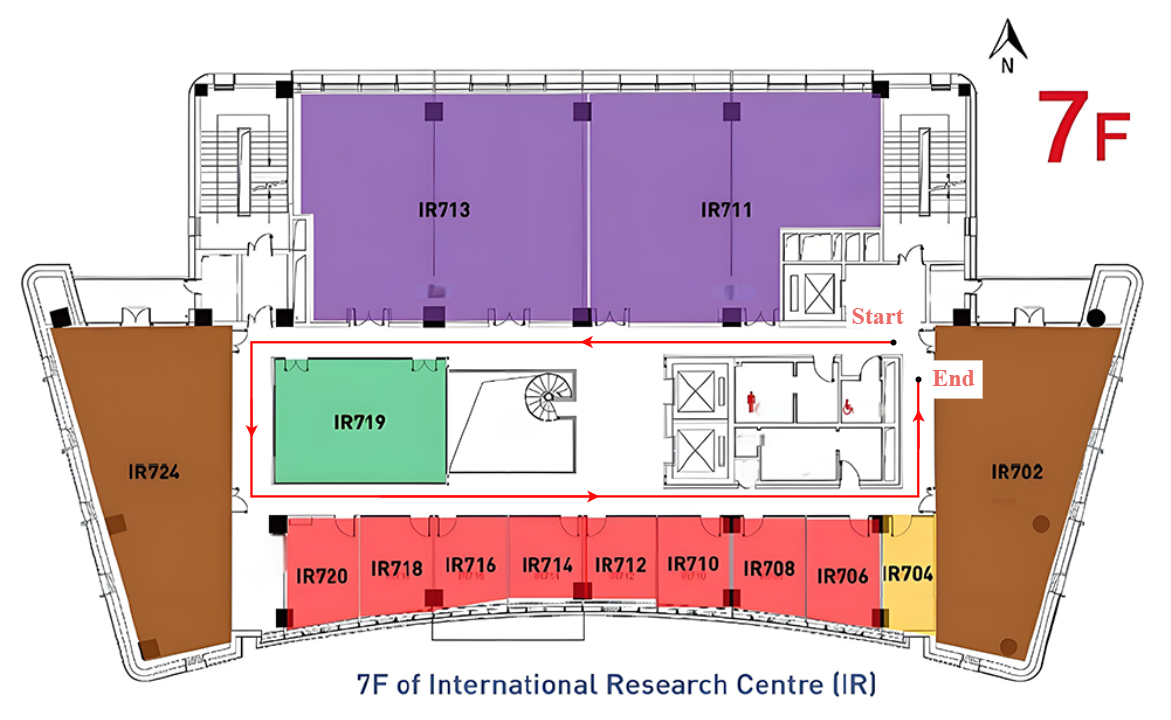 N
7F
IR713
IR711
Start
End
IR719
IR724
IR702
IR720
IR718
IR716
IR714
IR712
IR710
IR708
IR706
IR704
7F of International Research Centre (IR)